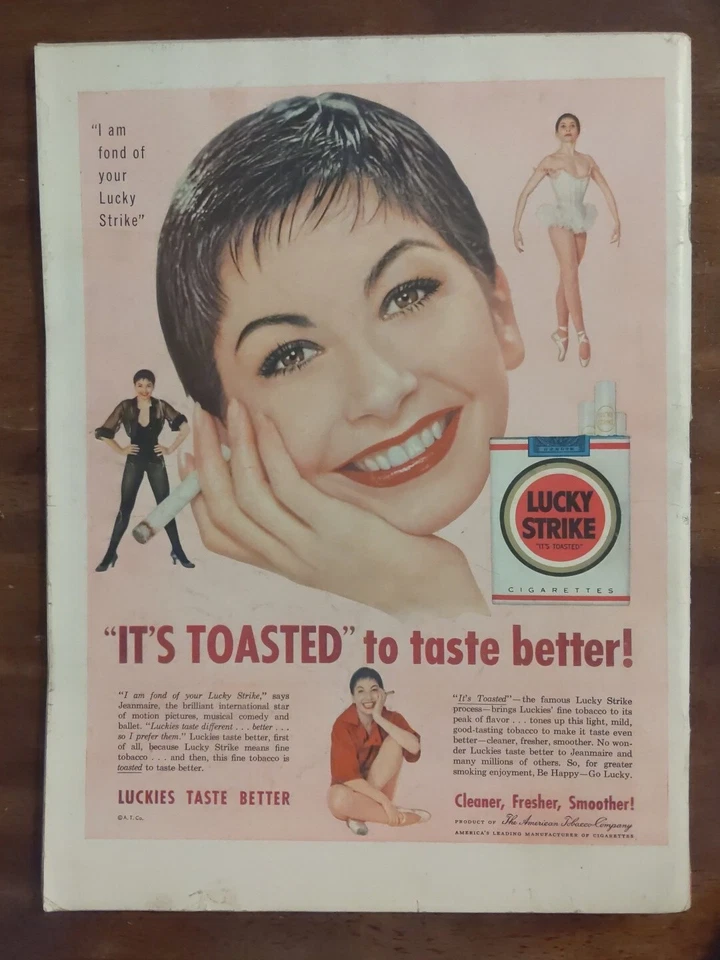 "I am
fond of
your
Lucky
Strike"
LUCKY
STRIKE
"IT'S TOASTED"
CIGARETTES
"IT'S TOASTED" to taste better!
"I am fond of your Lucky Strike," says
Jeanmaire, the brilliant international star
of motion pictures, musical comedy and
ballet. "Luckies taste different . . . better . . .
so I prefer them." Luckies taste better, first
of all, because Lucky Strike means fine
tobacco . . . and then, this fine tobacco is
toasted to taste better.
LUCKIES TASTE BETTER
©A. T. Co.
"It's Toasted"—the famous Lucky Strike
process—brings Luckies' fine tobacco to its
peak of flavor . . . tones up this light, mild,
good-tasting tobacco to make it taste even
better—cleaner, fresher, smoother. No won-
der Luckies taste better to Jeanmaire and
many millions of others. So, for greater
smoking enjoyment, Be Happy—Go Lucky.
Cleaner, Fresher, Smoother!
PRODUCT OF The American Tobacco Company
AMERICA'S LEADING MANUFACTURER OF CIGARETTES